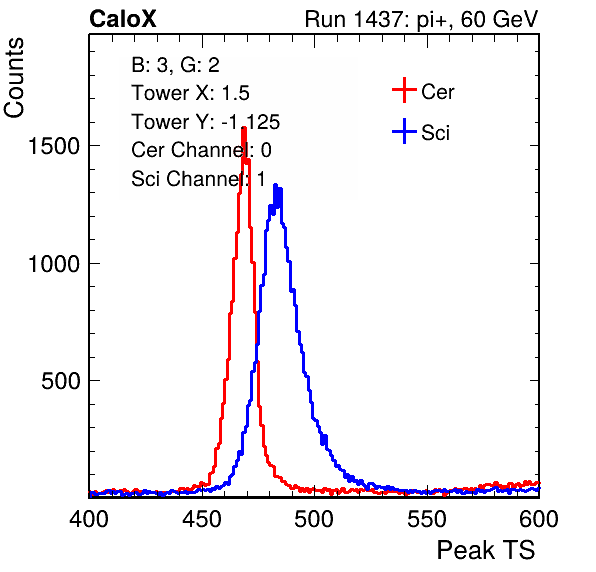 CaloX Run 1437: pi+, 60 GeV
Counts
B: 3, G: 2
Tower X: 1.5
Tower Y: -1.125
Cer Channel: 0
Sci Channel: 1
Cer
Sci
1500
1000
500
400 450 500 550 600
Peak TS